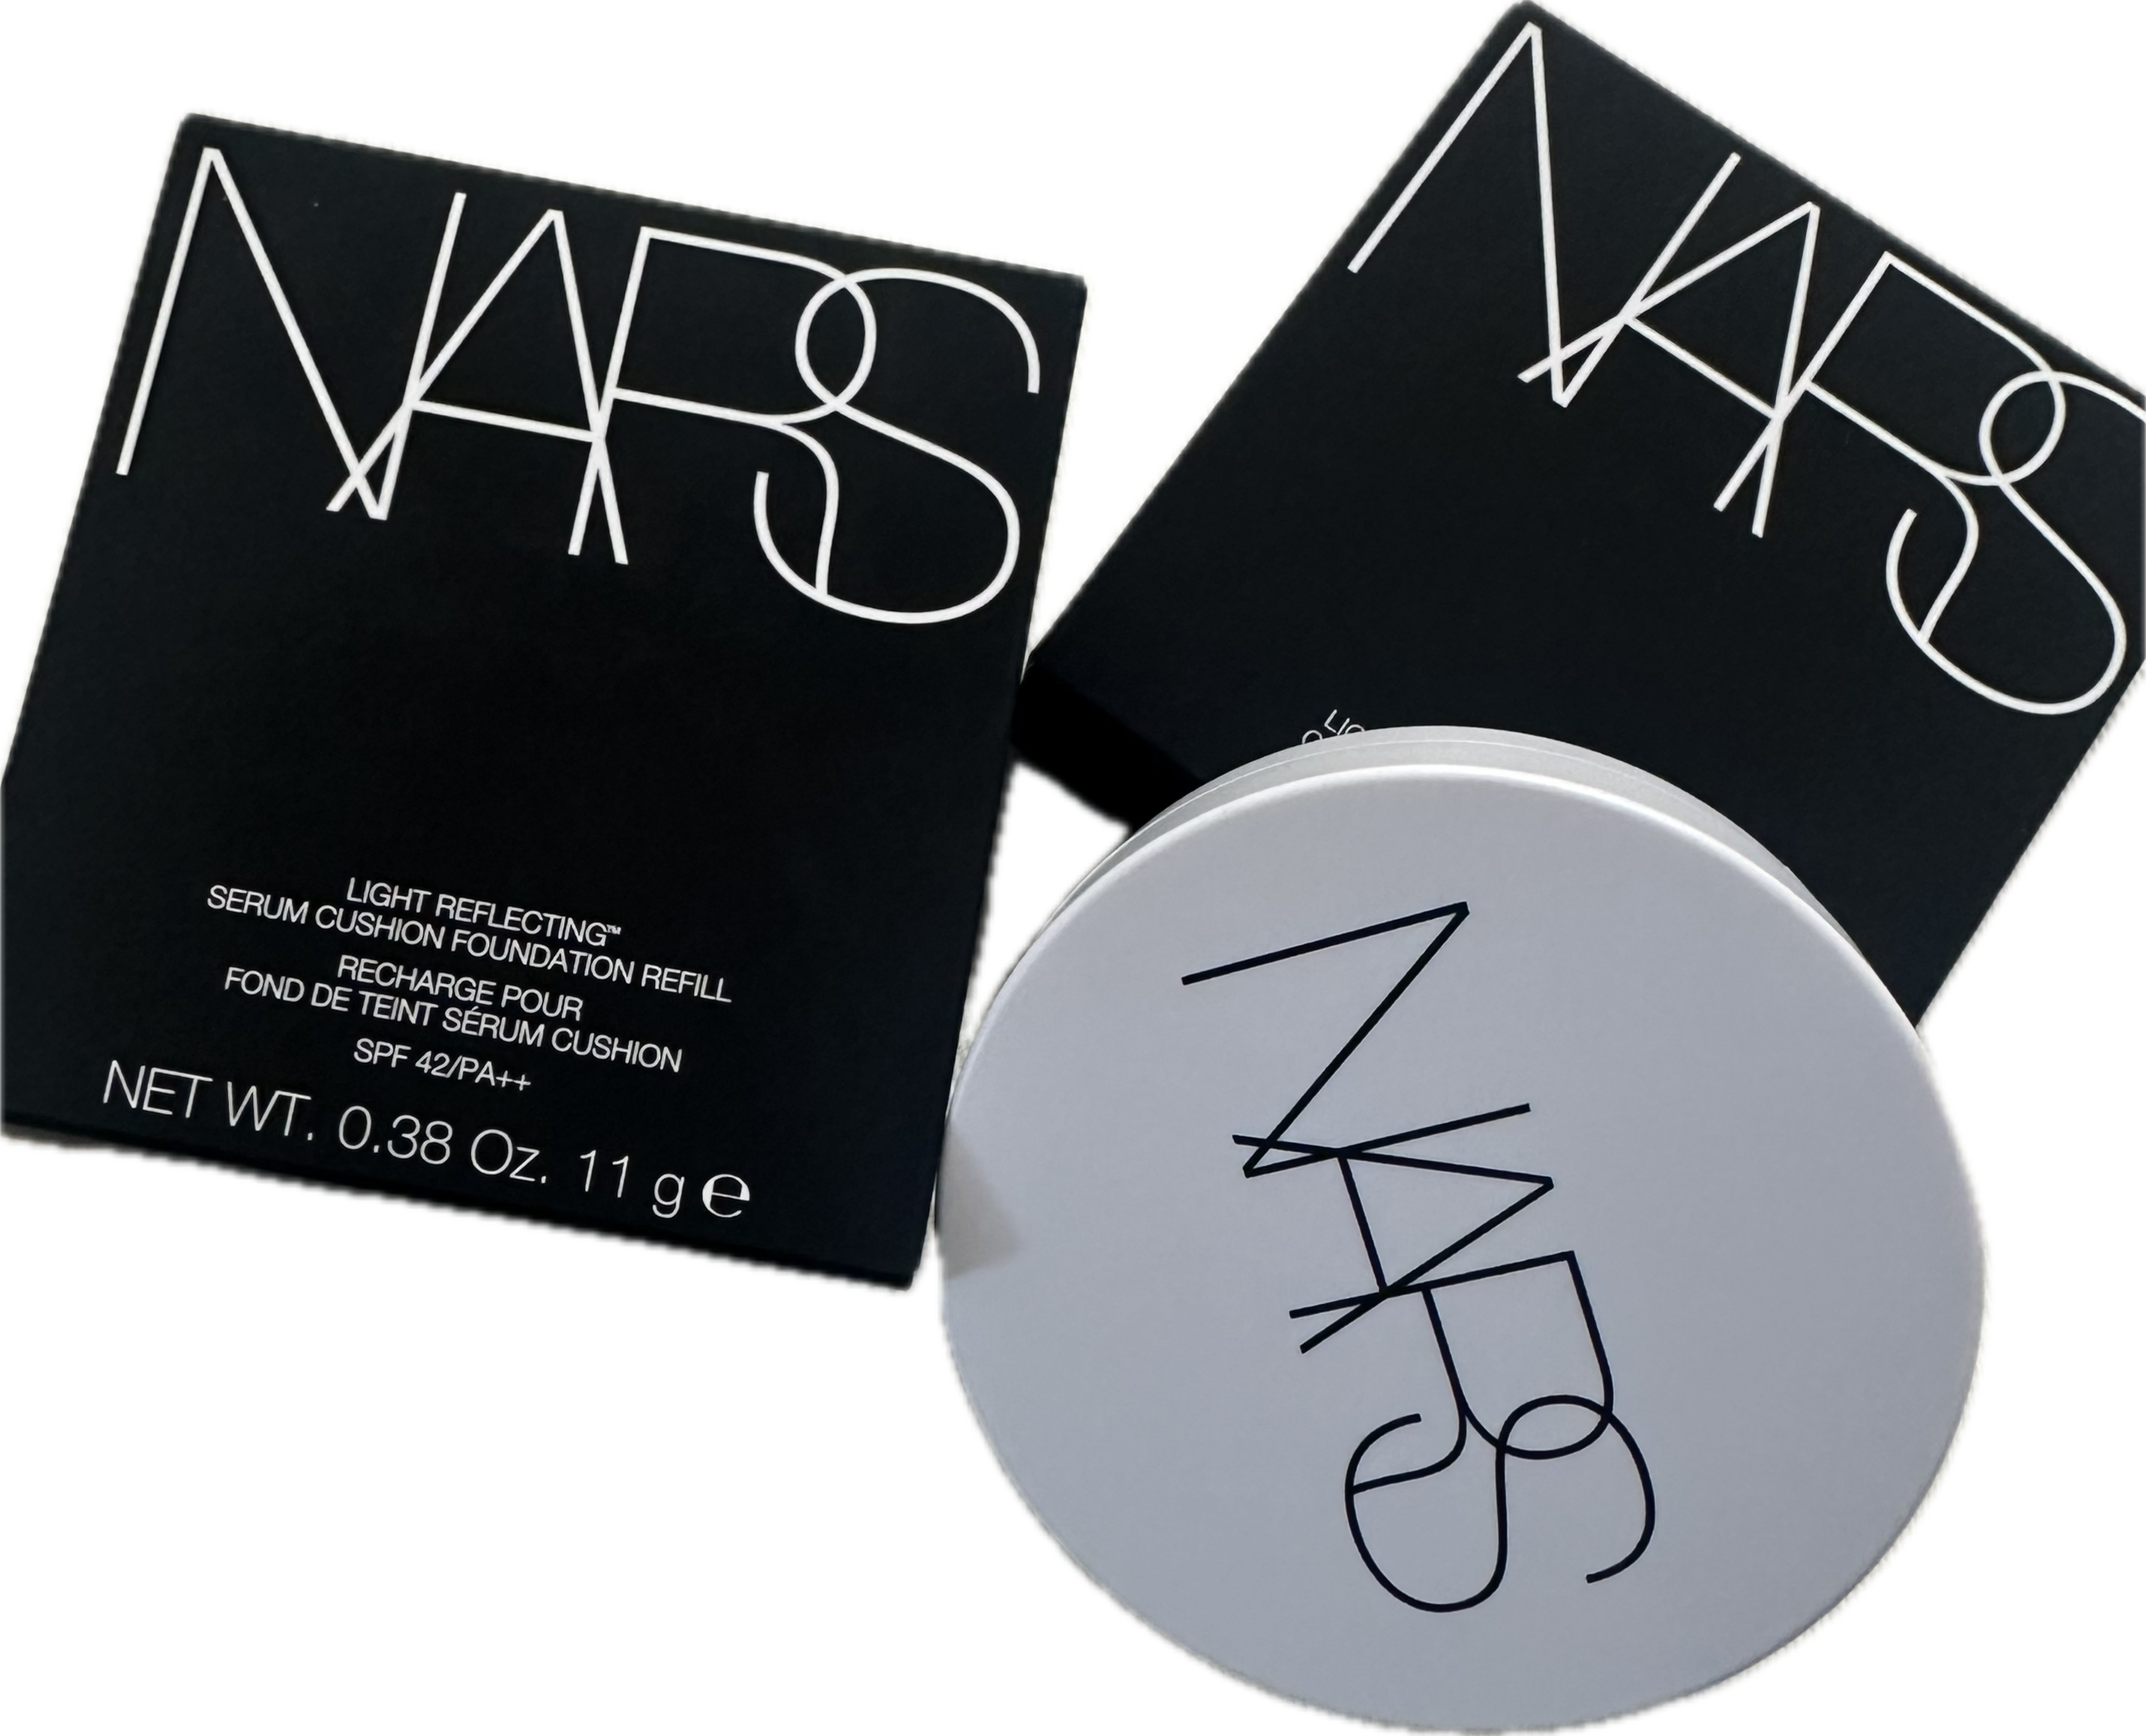 NARS
LIGHT REFLECTING™
SERUM CUSHION FOUNDATION REFILL
RECHARGE POUR
FOND DE TEINT SÉRUM CUSHION
SPF 42/PA++
NET WT. 0.38 Oz. 11 g ℮
NARS
NARS